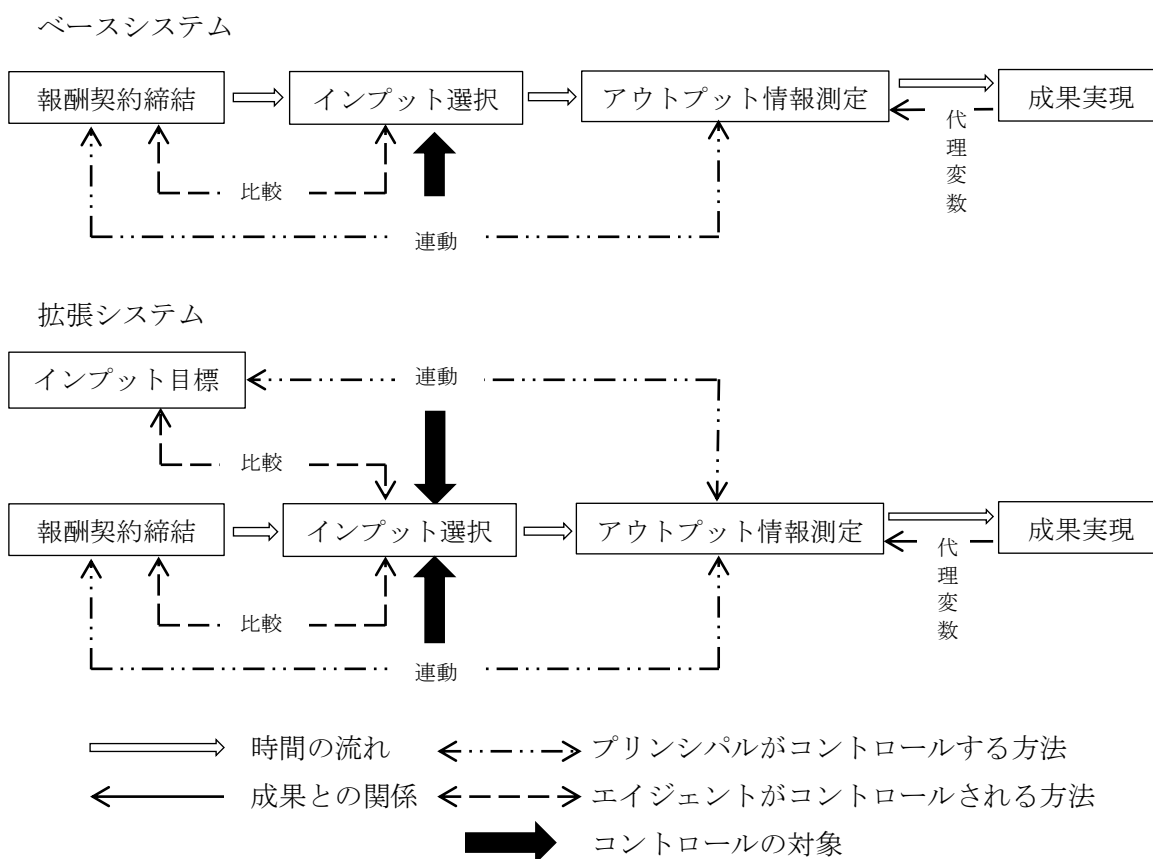 ベースシステム
報酬契約締結
インプット選択
アウトプット情報測定
成果実現
代理変数
比較
連動
拡張システム
インプット目標
連動
比較
報酬契約締結
インプット選択
アウトプット情報測定
成果実現
代理変数
比較
連動
時間の流れ
プリンシパルがコントロールする方法
成果との関係
エイジェントがコントロールされる方法
コントロールの対象